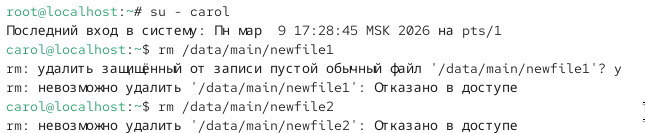 root@localhost:~# su - carol
Последний вход в систему: Пн мар  9 17:28:45 MSK 2026 на pts/1
carol@localhost:~$ rm /data/main/newfile1
rm: удалить защищённый от записи пустой обычный файл '/data/main/newfile1'? y
rm: невозможно удалить '/data/main/newfile1': Отказано в доступе
carol@localhost:~$ rm /data/main/newfile2
rm: невозможно удалить '/data/main/newfile2': Отказано в доступе